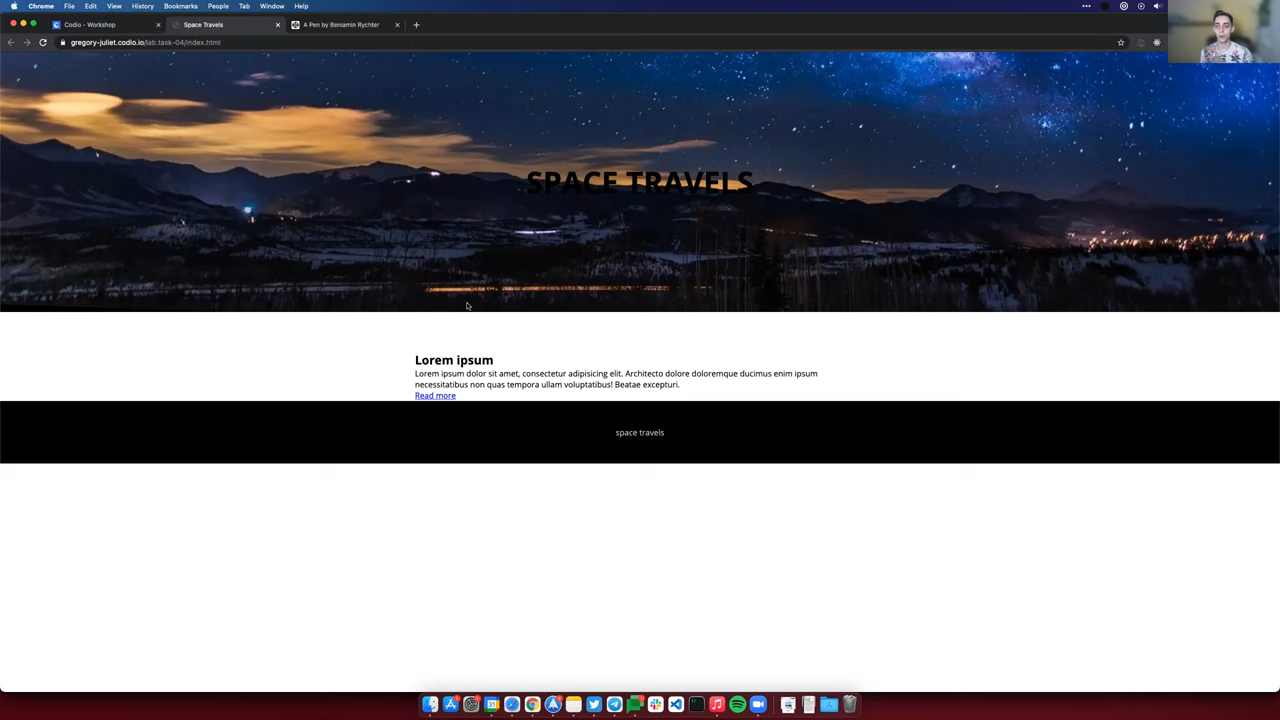 Chrome File Edit View History Bookmarks People Tab Window Help
Codio - Workshop
Space Travels
A Pen by Benjamin Rychter
gregory-juliet.codio.io/lab.task-04/index.html
SPACE TRAVELS
Lorem ipsum
Lorem ipsum dolor sit amet, consectetur adipisicing elit. Architecto dolore doloremque ducimus enim ipsum
necessitatibus non quas tempora ullam voluptatibus! Beatae excepturi.
Read more
space travels